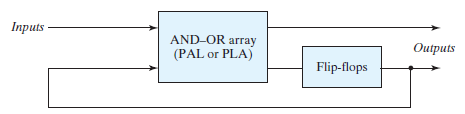 Inputs
AND–OR array
(PAL or PLA)
Outputs
Flip-flops